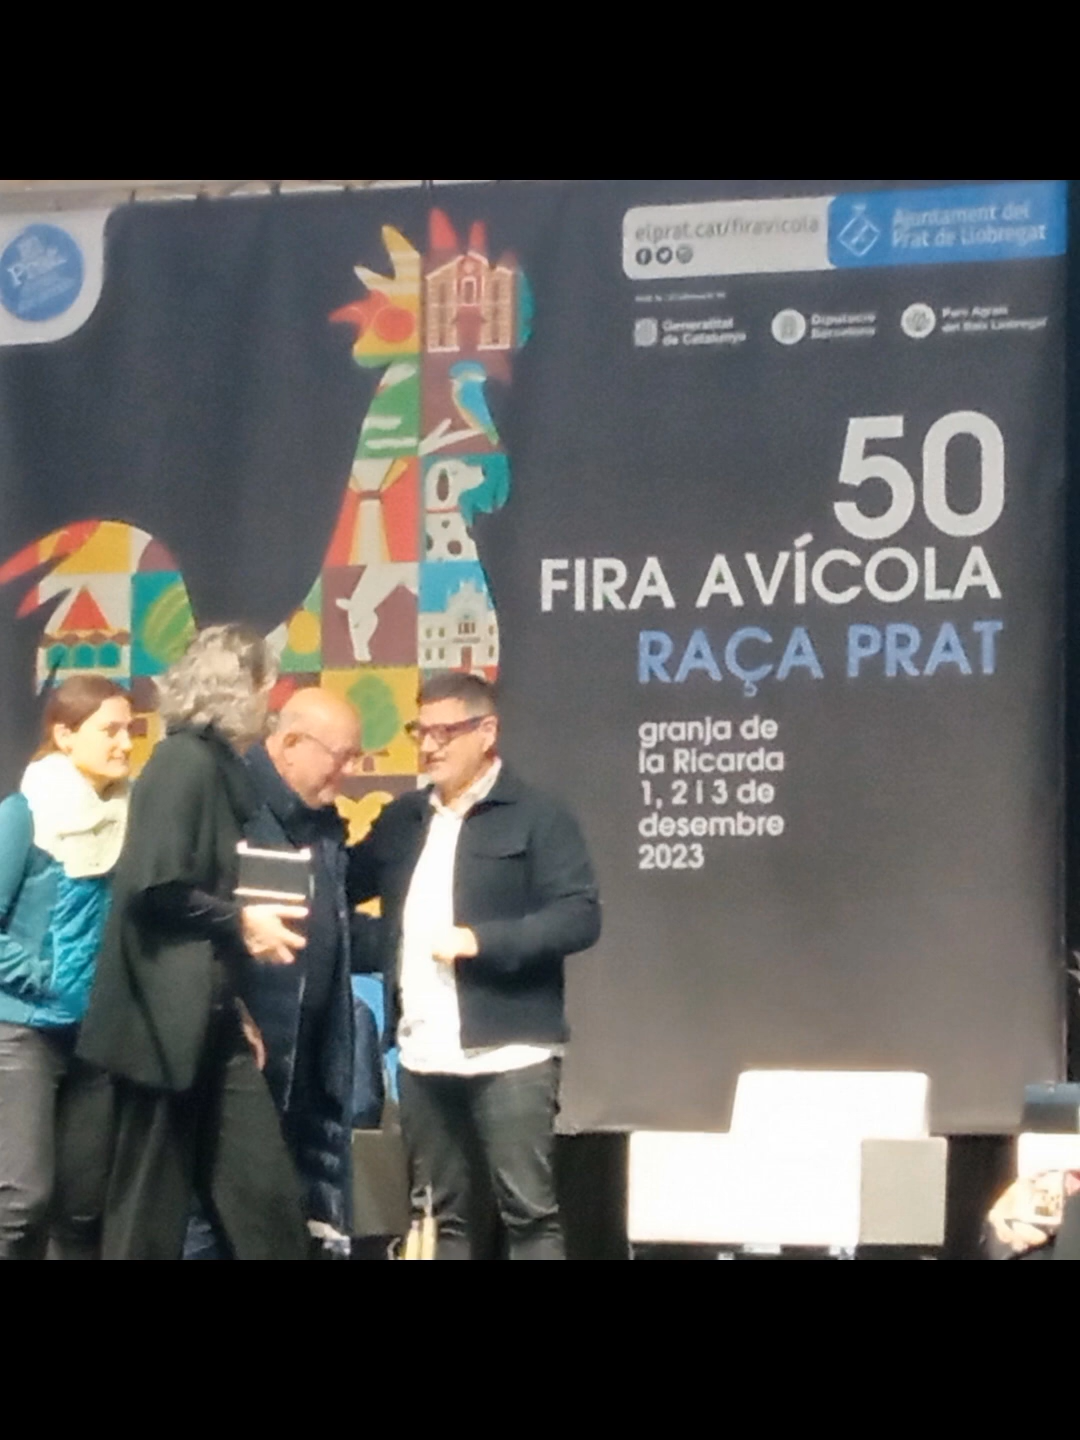 elprat.cat/firavicola
Ajuntament del
Prat de Llobregat
Generalitat
de Catalunya
Diputació
Barcelona
Parc Agrari
del Baix Llobregat
50
FIRA AVÍCOLA
RAÇA PRAT
granja de
la Ricarda
1, 2 i 3 de
desembre
2023